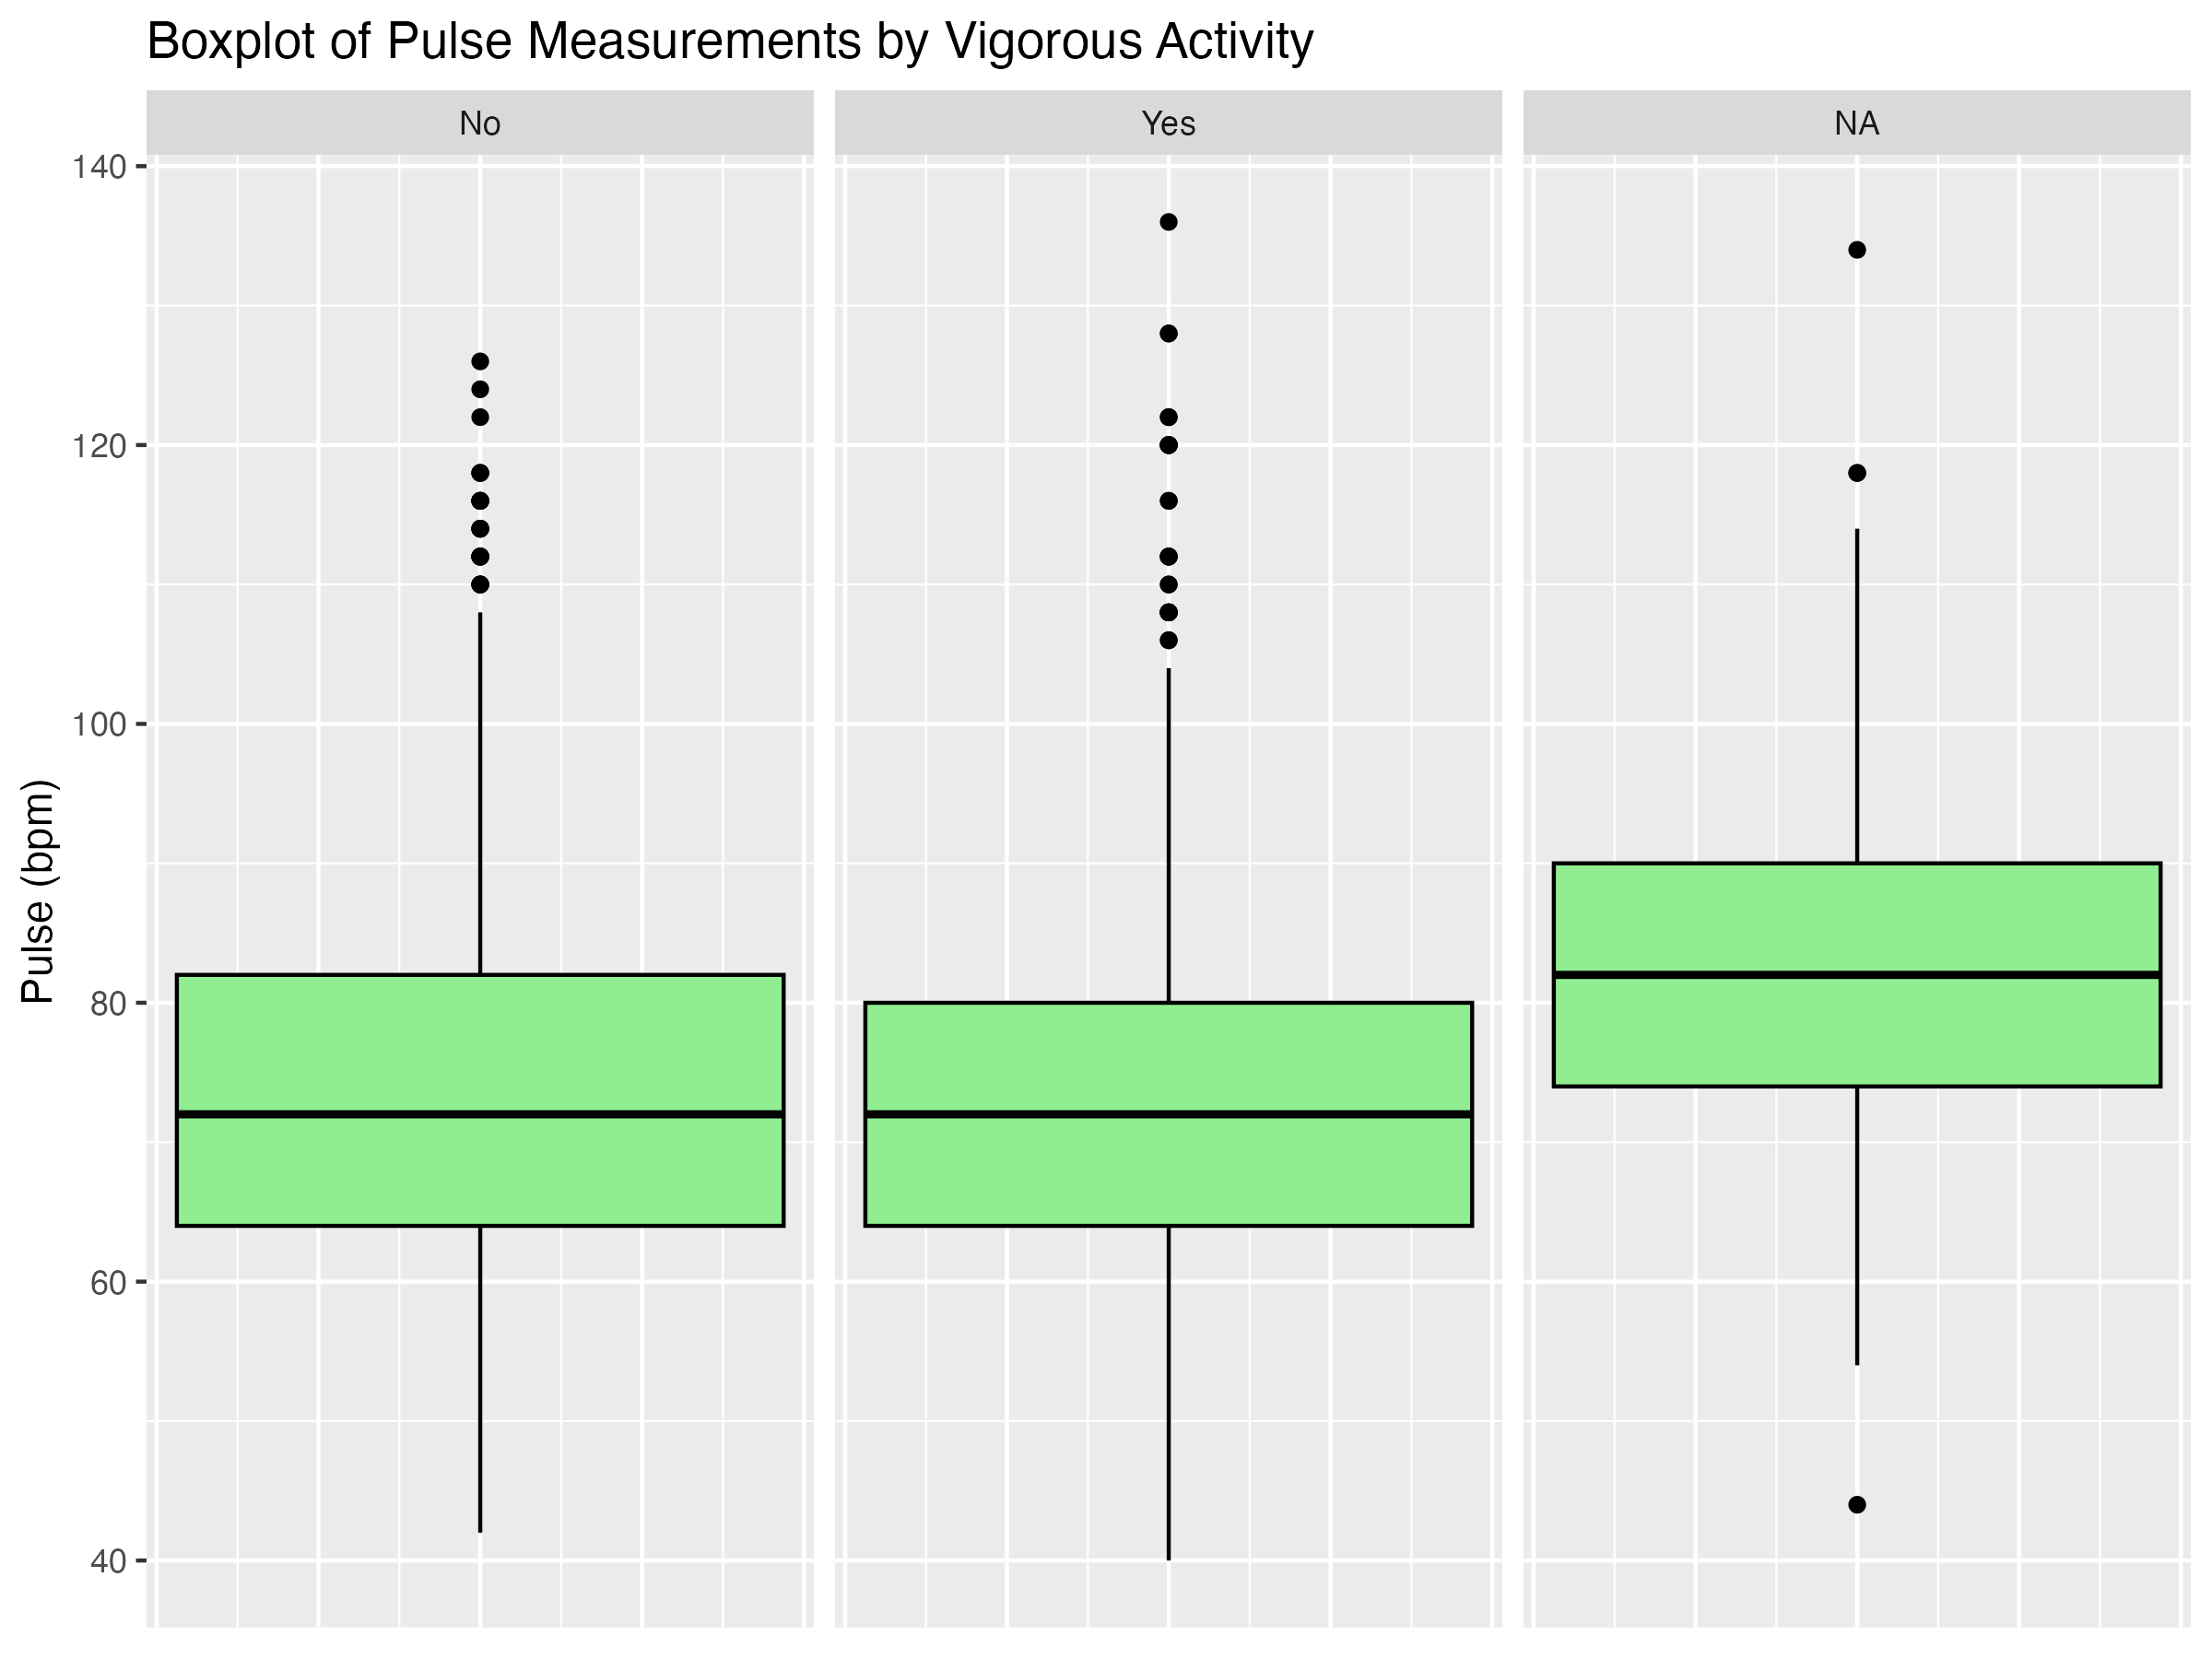 Boxplot of Pulse Measurements by Vigorous Activity
No Yes NA
140
120
100
80
60
40
Pulse (bpm)